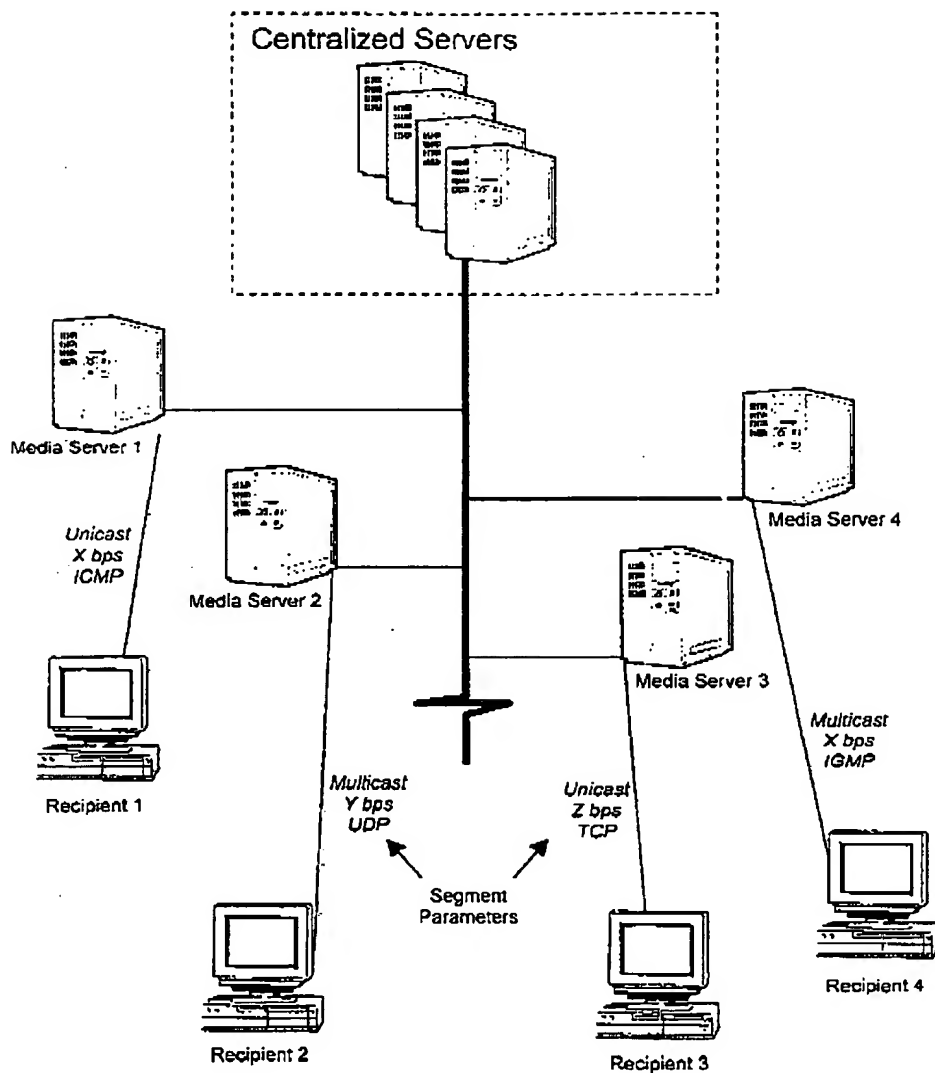 Centralized Servers
Media Server 1
Media Server 4
Unicast
X bps
ICMP
Media Server 2
Media Server 3
Recipient 1
Multicast
Y bps
UDP
Unicast
Z bps
TCP
Multicast
X bps
IGMP
Segment
Parameters
Recipient 2
Recipient 3
Recipient 4